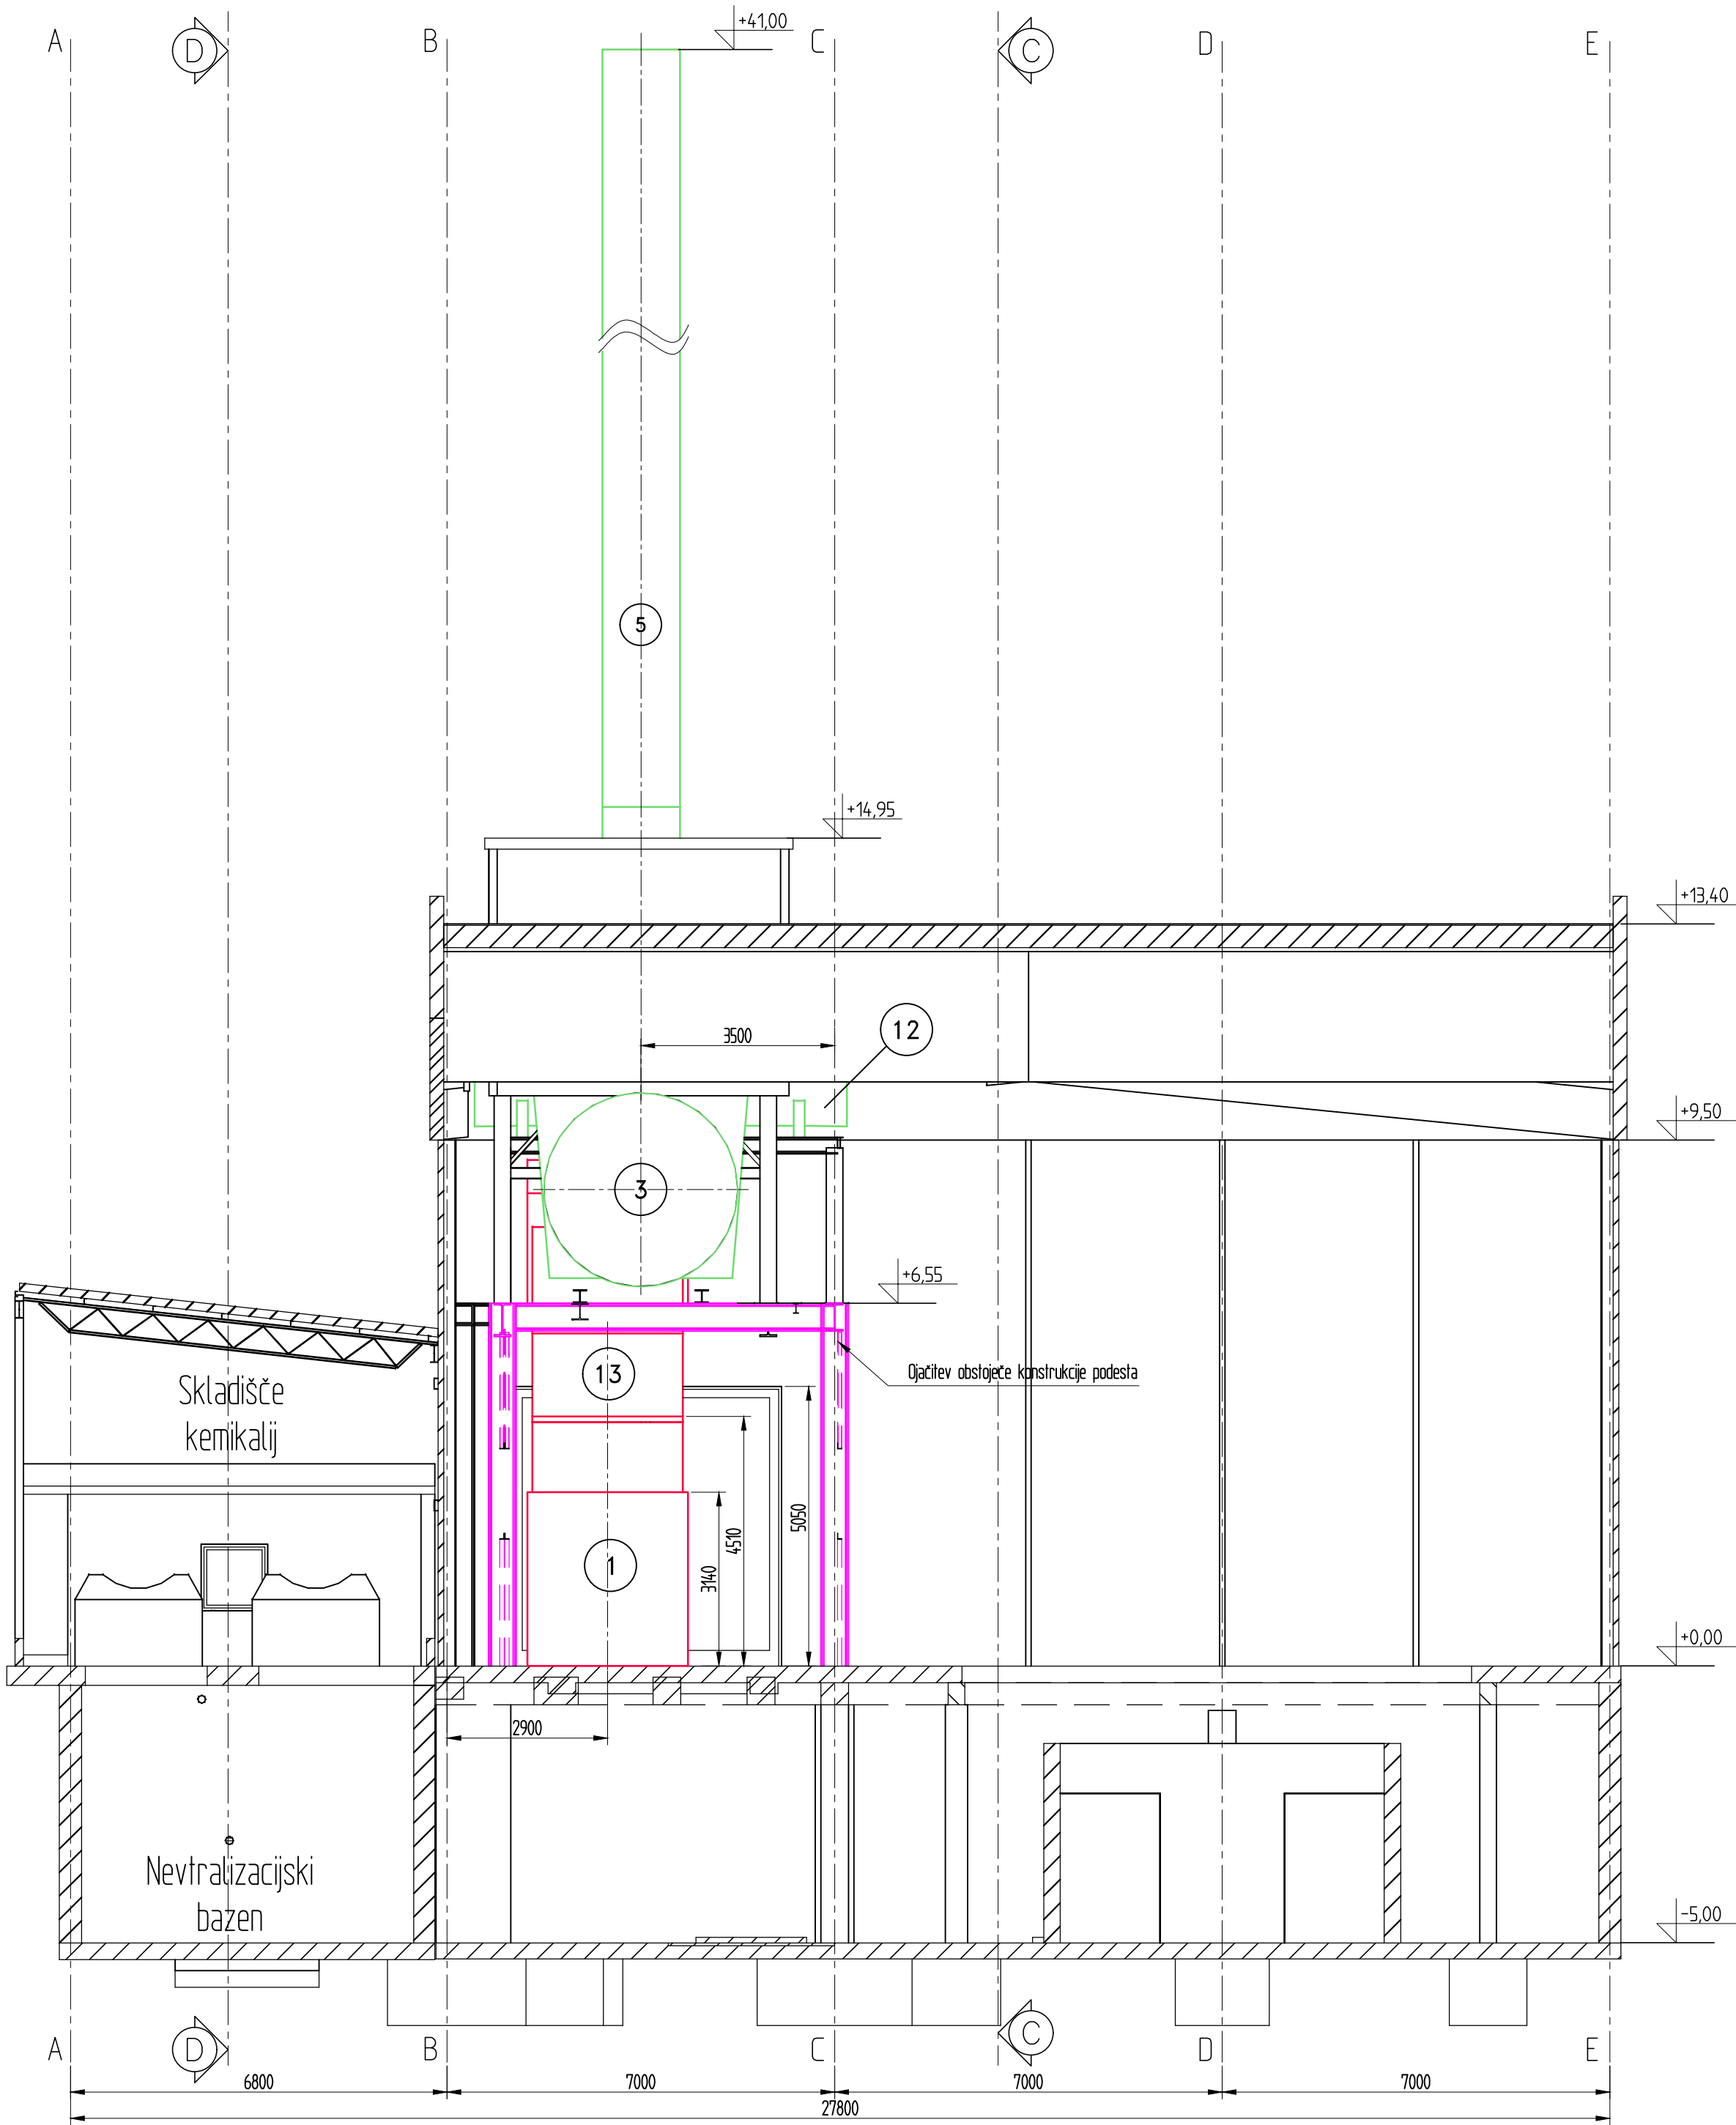 A
D
B
+41,00
C
C
D
E
5
+14,95
+13,40
3500
12
+9,50
3
+6,55
13
Ojačitev obstoječe konstrukcije podesta
Skladišče
kemikalij
5050
4510
3140
1
+0,00
2900
Nevtralizacijski
bazen
-5,00
A
D
B
C
C
D
E
6800
7000
7000
7000
27800